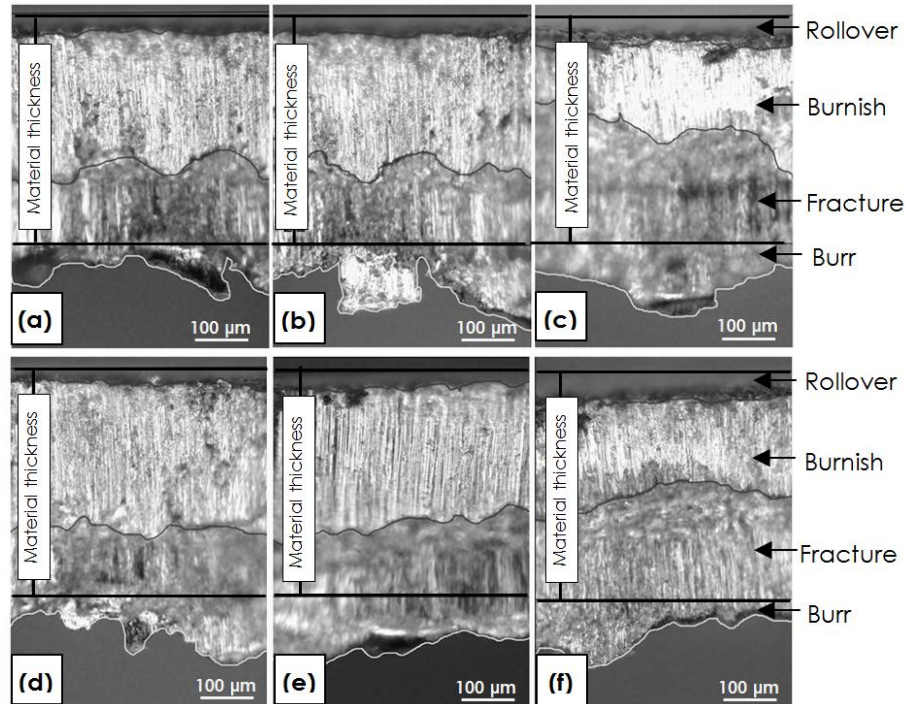 Rollover
Burnish
Fracture
Burr
Material thickness
Material thickness
Material thickness
(a)
100 µm
(b)
100 µm
(c)
100 µm
Rollover
Burnish
Fracture
Burr
Material thickness
Material thickness
Material thickness
(d)
100 µm
(e)
100 µm
(f)
100 µm